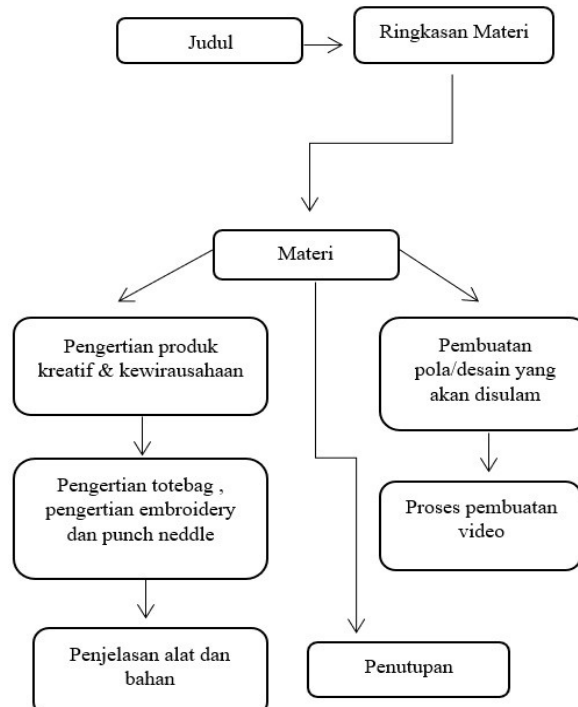 Judul
Ringkasan Materi
Materi
Pengertian produk
kreatif & kewirausahaan
Pembuatan
pola/desain yang
akan disulam
Pengertian totebag ,
pengertian embroidery
dan punch neddle
Proses pembuatan
video
Penjelasan alat dan
bahan
Penutupan